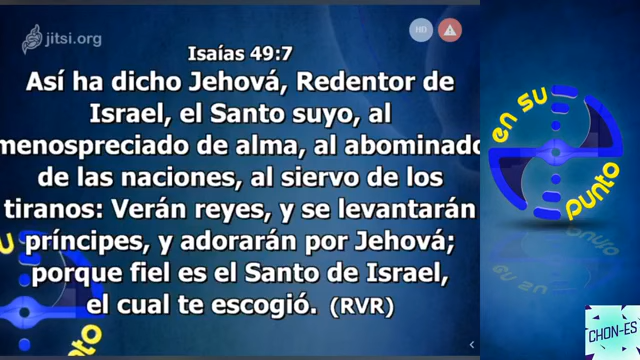 jitsi.org
HD
Isaías 49:7
Así ha dicho Jehová, Redentor de
Israel, el Santo suyo, al
menospreciado de alma, al abominado
de las naciones, al siervo de los
tiranos: Verán reyes, y se levantarán
príncipes, y adorarán por Jehová;
porque fiel es el Santo de Israel,
el cual te escogió. (RVR)
en su
punto
CHON-ES